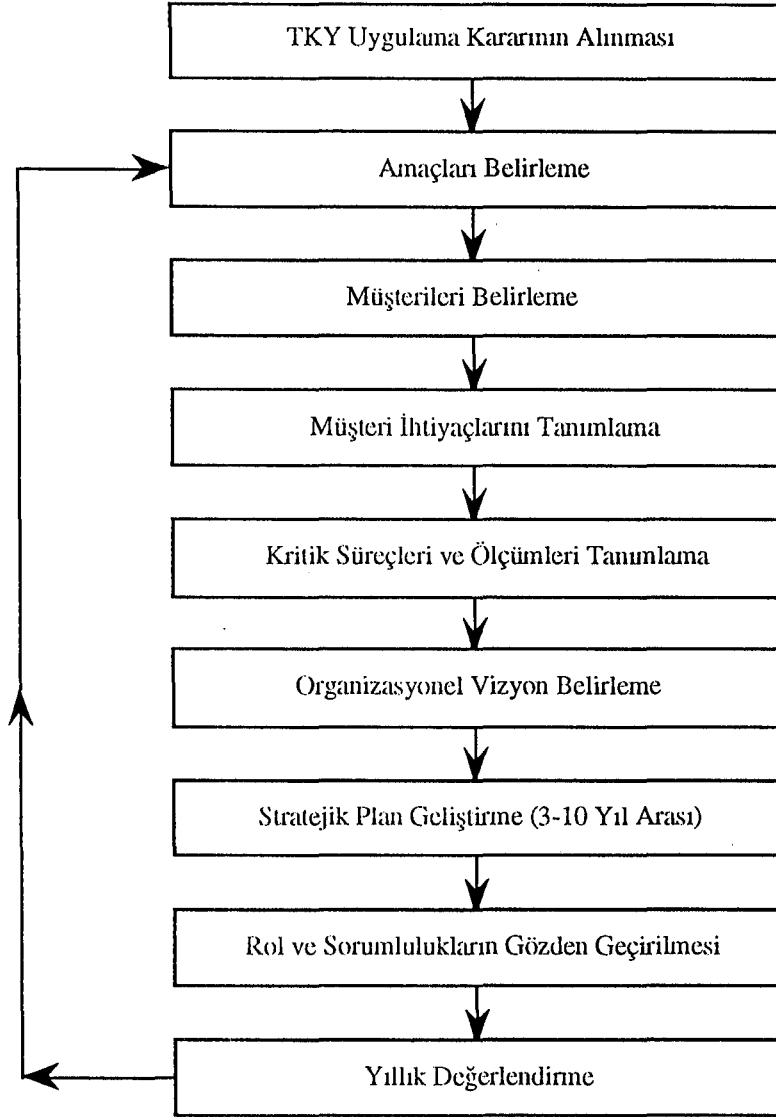 TKY Uygulama Kararının Alınması
Amaçları Belirleme
Müşterileri Belirleme
Müşteri İhtiyaçlarını Tanımlama
Kritik Süreçleri ve Ölçümleri Tanımlama
Organizasyonel Vizyon Belirleme
Stratejik Plan Geliştirme (3-10 Yıl Arası)
Rol ve Sorumlulukların Gözden Geçirilmesi
Yıllık Değerlendirme